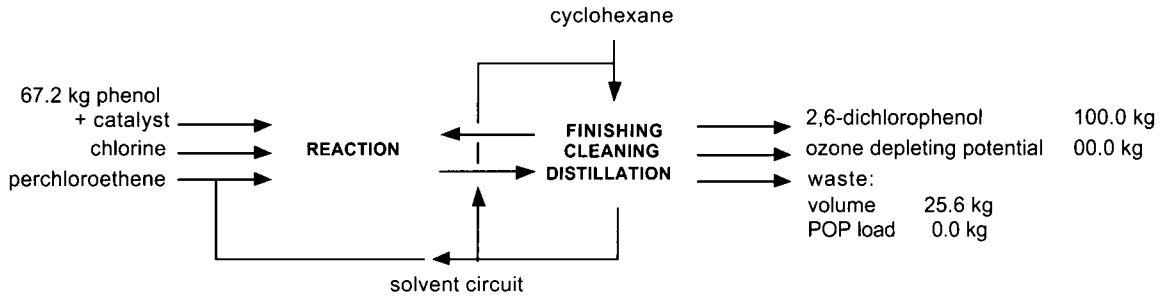 cyclohexane
67.2 kg phenol
+ catalyst
chlorine
perchloroethene
REACTION
FINISHING
CLEANING
DISTILLATION
2,6-dichlorophenol 100.0 kg
ozone depleting potential 00.0 kg
waste:
volume 25.6 kg
POP load 0.0 kg
solvent circuit